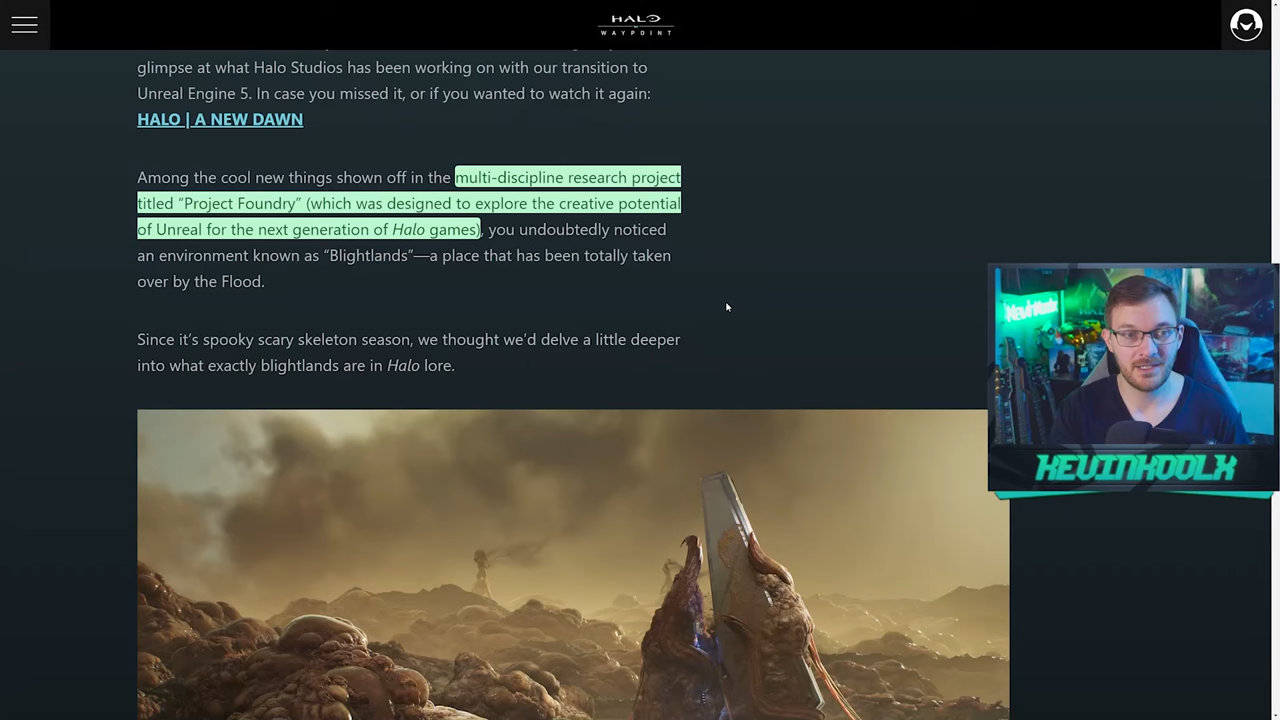 HALO
WAYPOINT
glimpse at what Halo Studios has been working on with our transition to
Unreal Engine 5. In case you missed it, or if you wanted to watch it again:
HALO | A NEW DAWN
Among the cool new things shown off in the multi-discipline research project
titled “Project Foundry” (which was designed to explore the creative potential
of Unreal for the next generation of Halo games), you undoubtedly noticed
an environment known as “Blightlands”—a place that has been totally taken
over by the Flood.
Since it’s spooky scary skeleton season, we thought we’d delve a little deeper
into what exactly blightlands are in Halo lore.
KevinKoolx
KEVINKOOLX